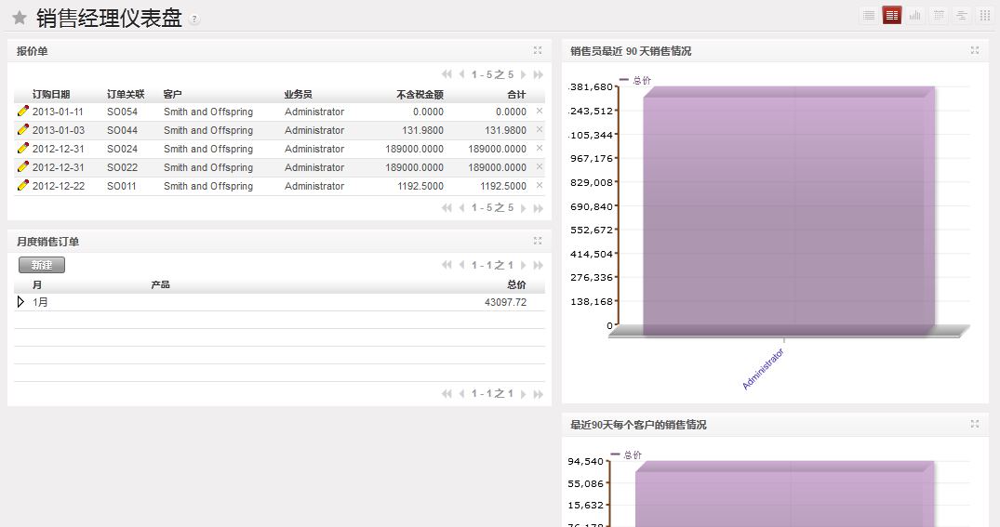 销售经理仪表盘 ?
报价单
1 - 5 之 5
订购日期 订单关联 客户 业务员 不含税金额 合计
2013-01-11 SO054 Smith and Offspring Administrator 0.0000 0.0000
2013-01-03 SO044 Smith and Offspring Administrator 131.9800 131.9800
2012-12-31 SO024 Smith and Offspring Administrator 189000.0000 189000.0000
2012-12-31 SO022 Smith and Offspring Administrator 189000.0000 189000.0000
2012-12-22 SO011 Smith and Offspring Administrator 1192.5000 1192.5000
1 - 5 之 5
月度销售订单
新建
1 - 1 之 1
月 产品 总价
1月 43097.72
1 - 1 之 1
销售员最近 90 天销售情况
总价
.381,680
.243,512
.105,344
967,176
829,008
690,840
552,672
414,504
276,336
138,168
0
Administrator
最近90天每个客户的销售情况
总价
94,540
55,086
15,632